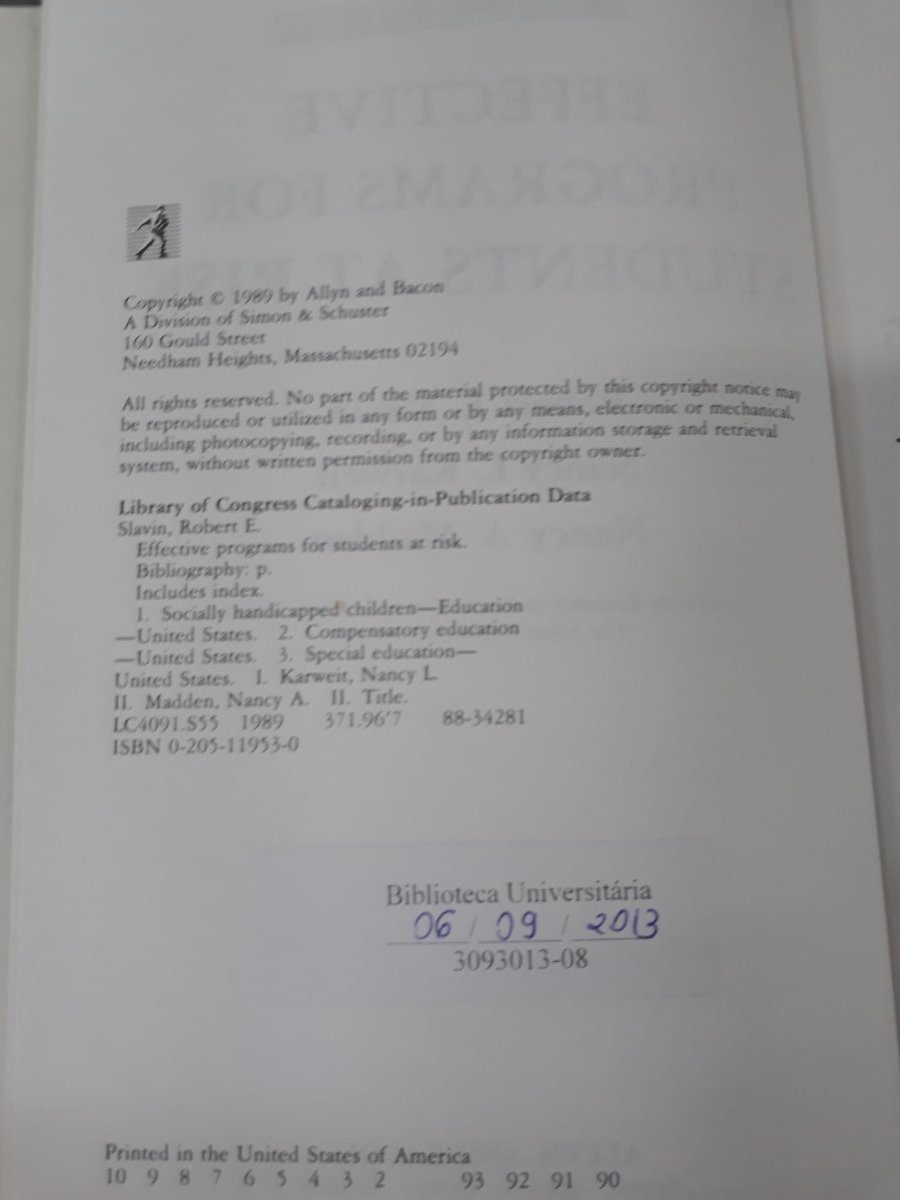 Copyright © 1989 by Allyn and Bacon
A Division of Simon & Schuster
160 Gould Street
Needham Heights, Massachusetts 02194
All rights reserved. No part of the material protected by this copyright notice may
be reproduced or utilized in any form or by any means, electronic or mechanical,
including photocopying, recording, or by any information storage and retrieval
system, without written permission from the copyright owner.
Library of Congress Cataloging-in-Publication Data
Slavin, Robert E.
Effective programs for students at risk.
Bibliography: p.
Includes index.
1. Socially handicapped children—Education
—United States. 2. Compensatory education
—United States. 3. Special education—
United States. I. Karweit, Nancy L.
II. Madden, Nancy A. II. Title.
LC4091.S55 1989 371.96'7 88-34281
ISBN 0-205-11953-0
Biblioteca Universitária
06 / 09 / 2013
3093013-08
Printed in the United States of America
10 9 8 7 6 5 4 3 2 93 92 91 90